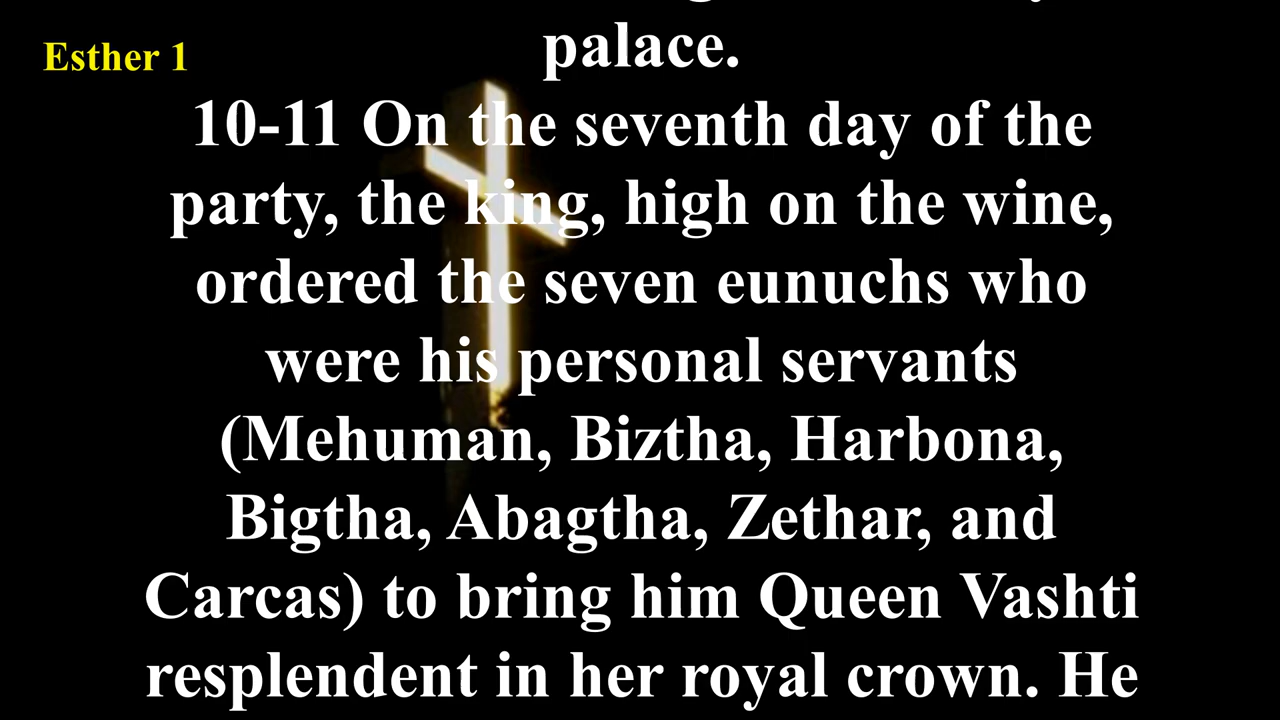 Esther 1
palace.
10-11 On the seventh day of the
party, the king, high on the wine,
ordered the seven eunuchs who
were his personal servants
(Mehuman, Biztha, Harbona,
Bigtha, Abagtha, Zethar, and
Carcas) to bring him Queen Vashti
resplendent in her royal crown. He